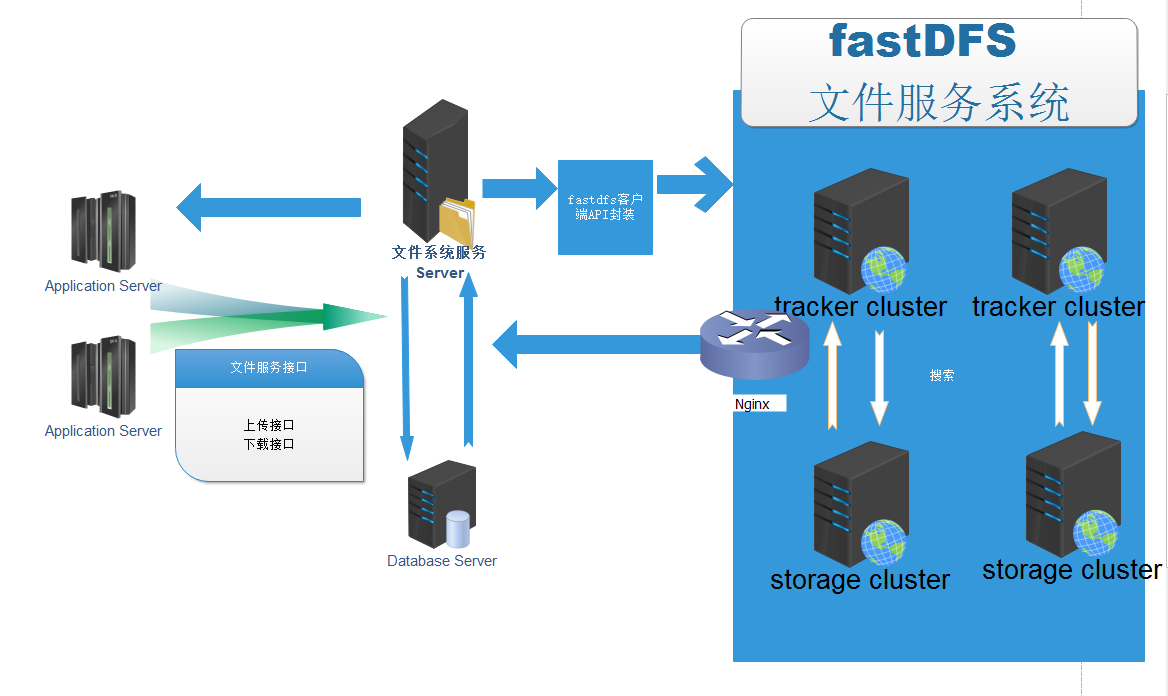 fastDFS
文件服务系统
fastdfs客户
端API封装
文件系统服务
Server
Application Server
tracker cluster
tracker cluster
文件服务接口
上传接口
下载接口
搜索
Nginx
Application Server
Database Server
storage cluster
storage cluster